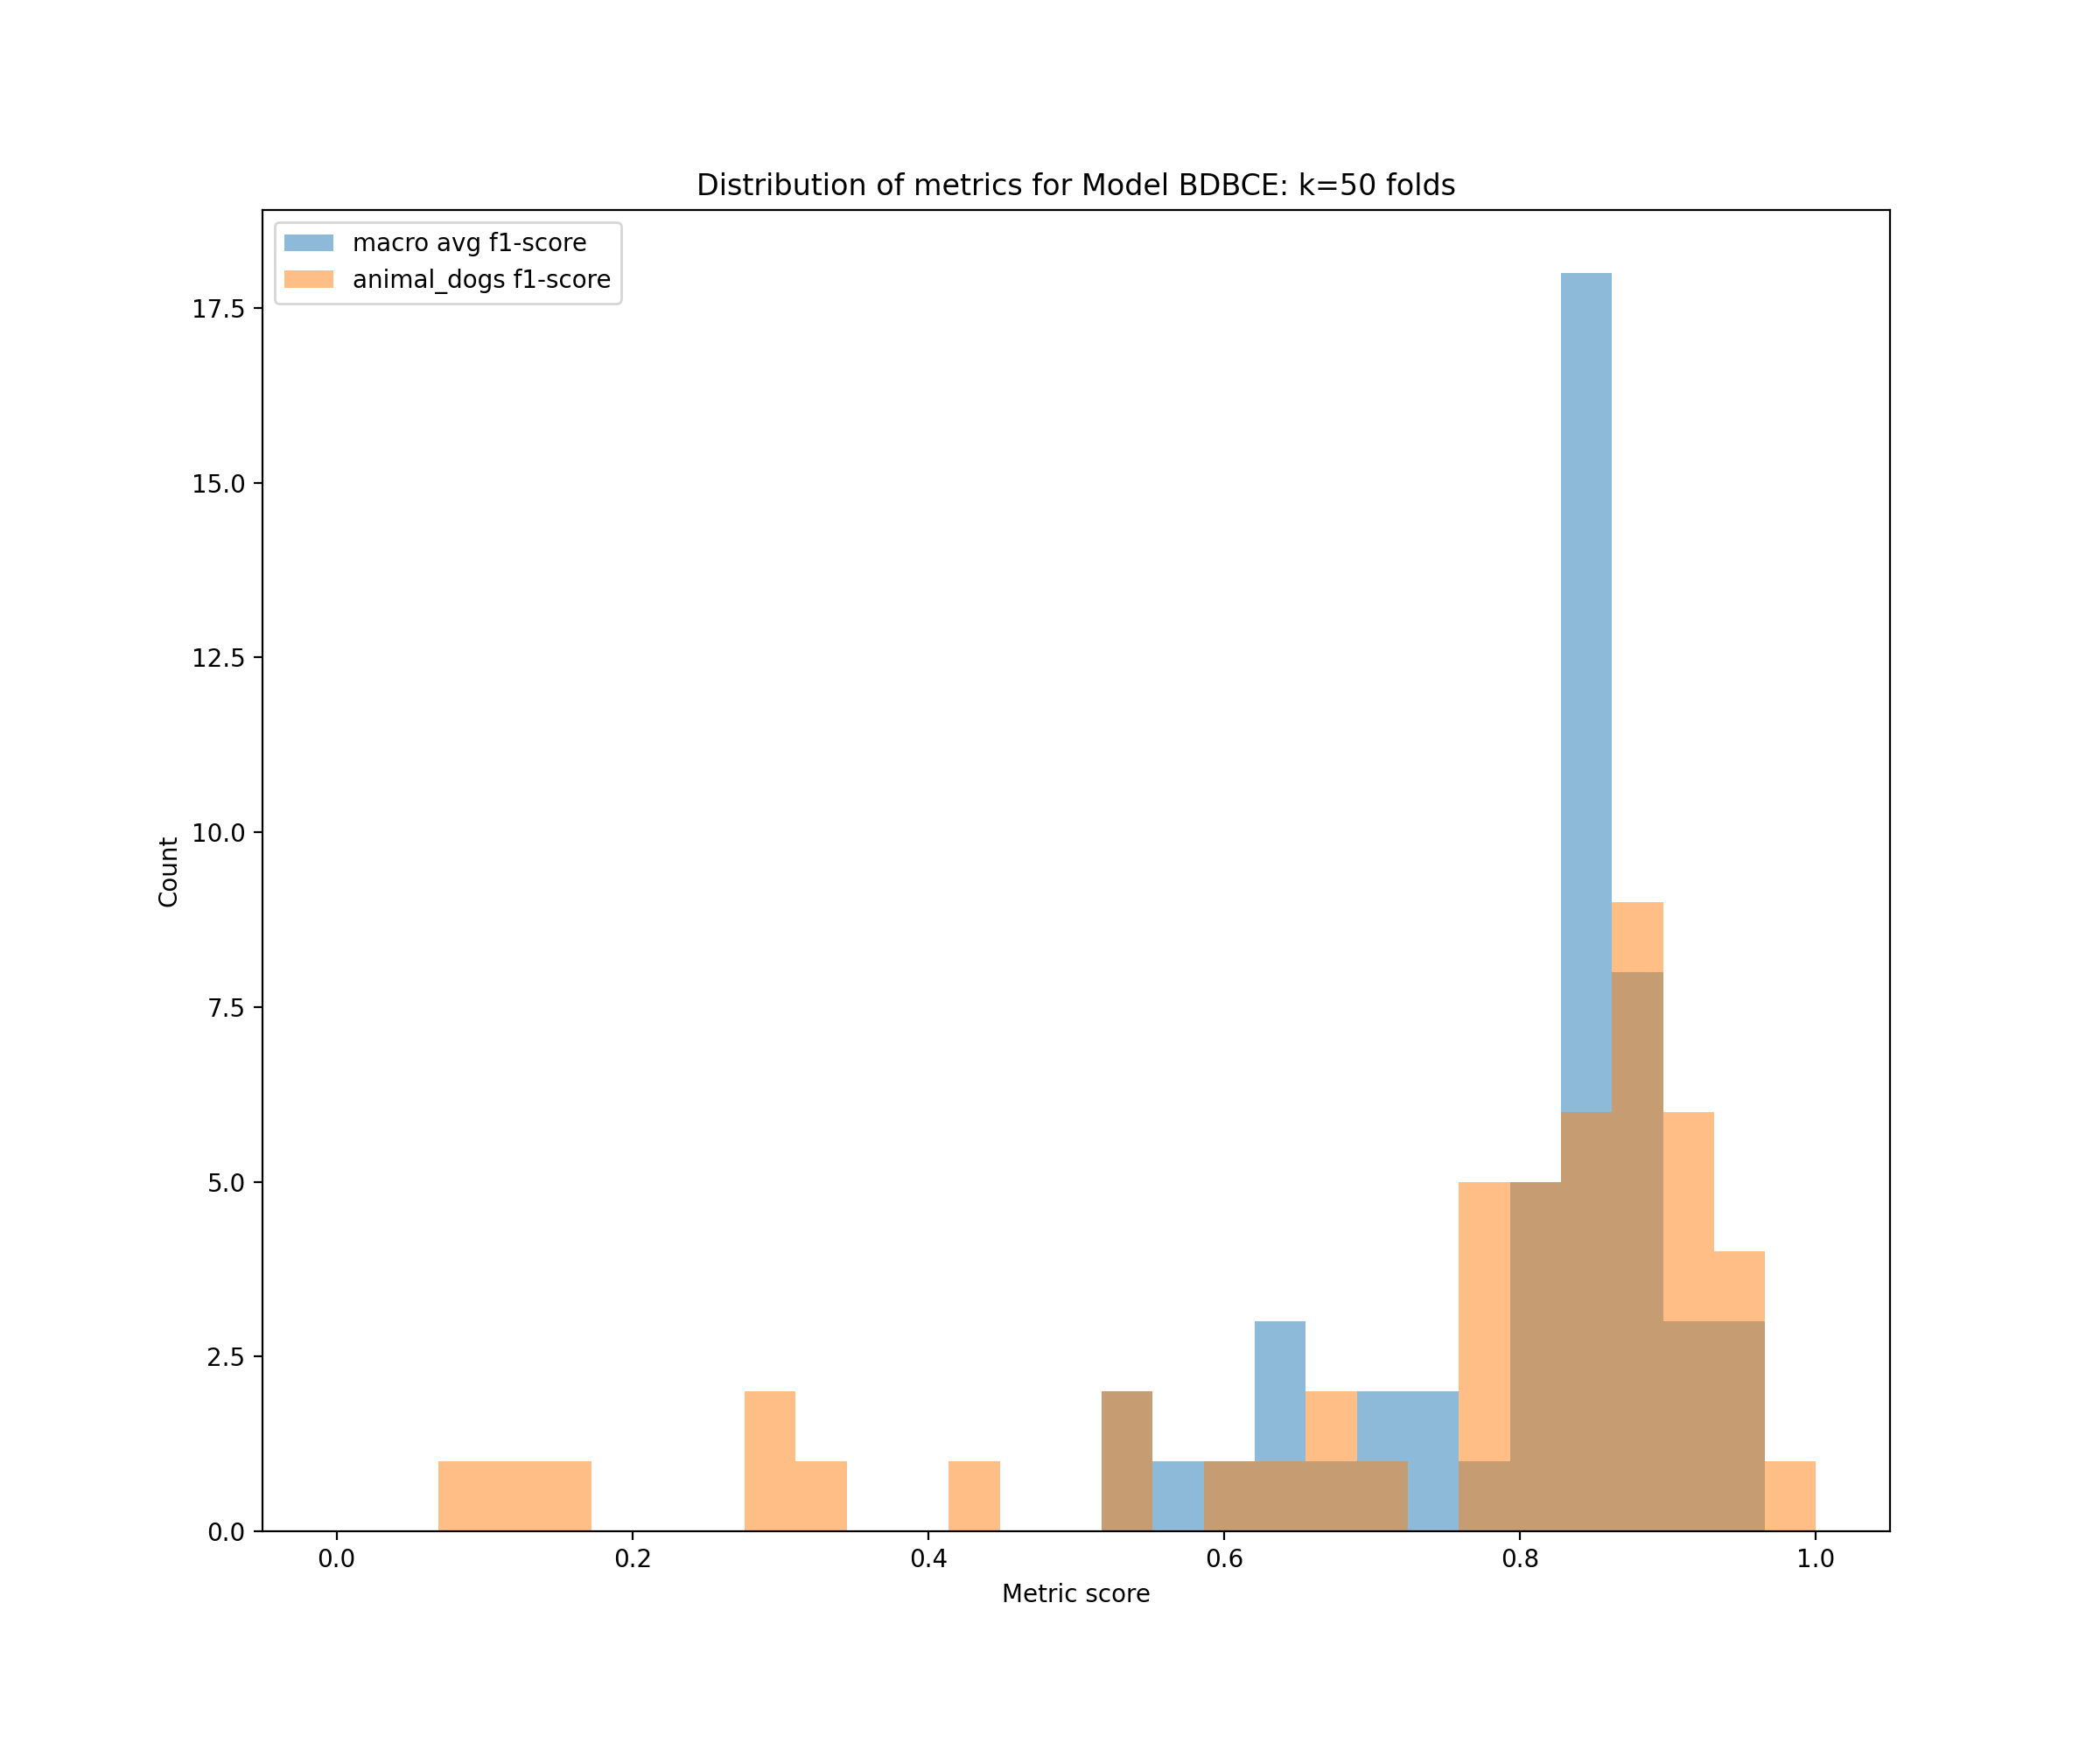 Distribution of metrics for Model BDBCE: k=50 folds
macro avg f1-score
animal_dogs f1-score
17.5
15.0
12.5
10.0
7.5
5.0
2.5
0.0
Count
0.0 0.2 0.4 0.6 0.8 1.0
Metric score